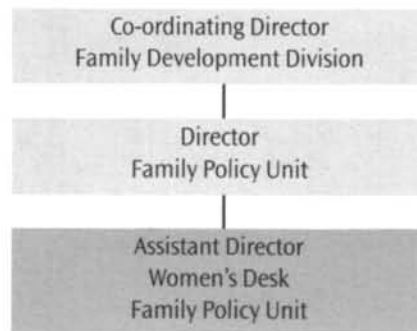 Co-ordinating Director
Family Development Division
Director
Family Policy Unit
Assistant Director
Women's Desk
Family Policy Unit